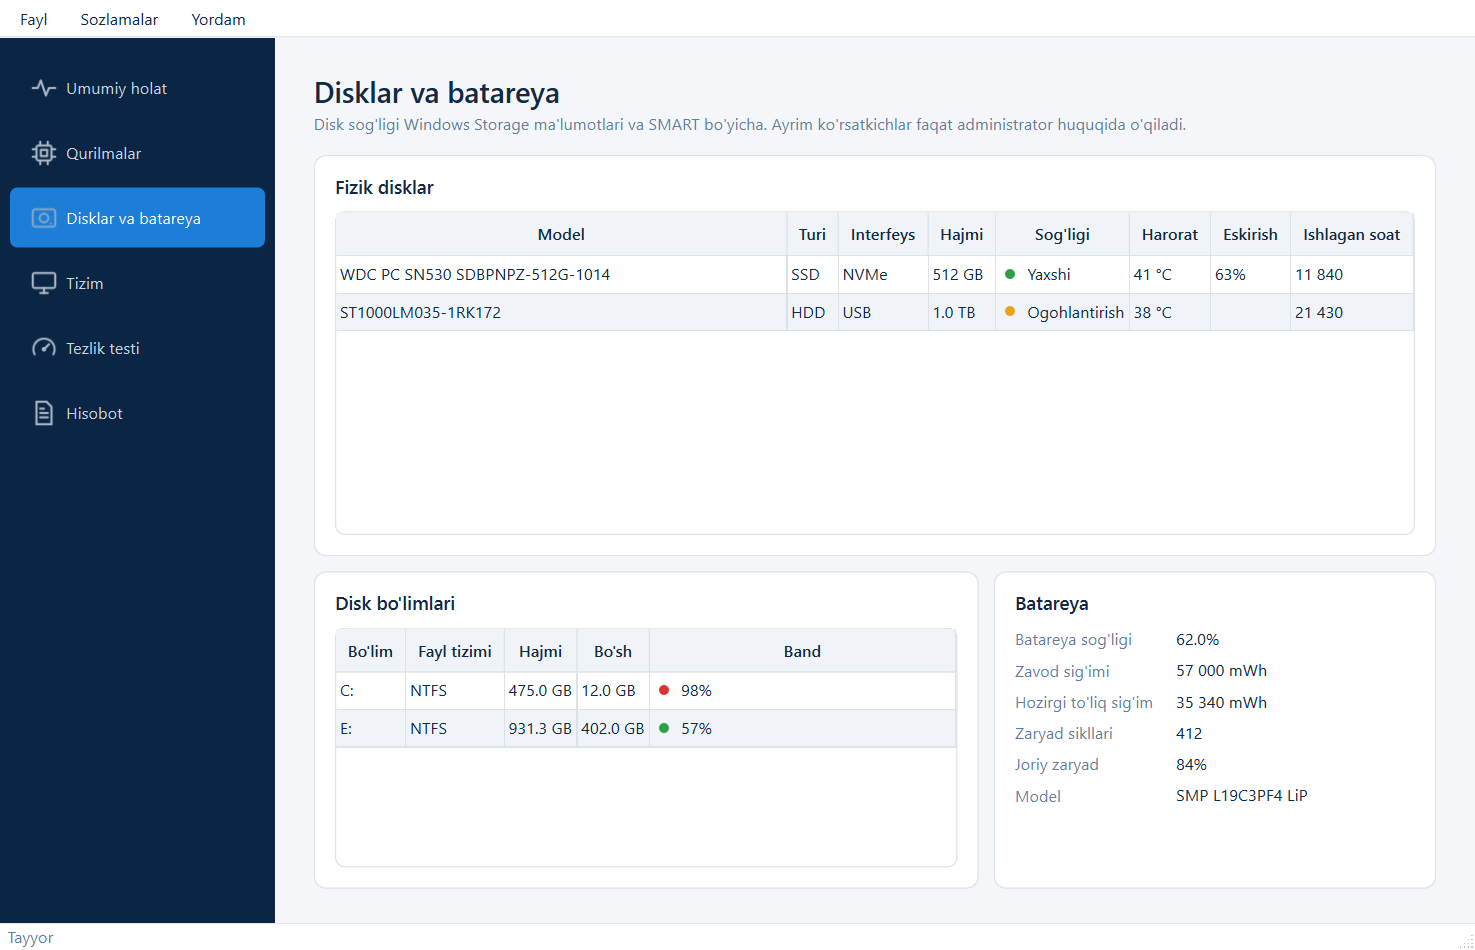 Fayl Sozlamalar Yordam
Umumiy holat
Qurilmalar
Disklar va batareya
Tizim
Tezlik testi
Hisobot
Disklar va batareya
Disk sog'ligi Windows Storage ma'lumotlari va SMART bo'yicha. Ayrim ko'rsatkichlar faqat administrator huquqida o'qiladi.
Fizik disklar
Model Turi Interfeys Hajmi Sog'ligi Harorat Eskirish Ishlagan soat
WDC PC SN530 SDBPNPZ-512G-1014 SSD NVMe 512 GB Yaxshi 41 °C 63% 11 840
ST1000LM035-1RK172 HDD USB 1.0 TB Ogohlantirish 38 °C 21 430
Disk bo'limlari
Bo'lim Fayl tizimi Hajmi Bo'sh Band
C: NTFS 475.0 GB 12.0 GB 98%
E: NTFS 931.3 GB 402.0 GB 57%
Batareya
Batareya sog'ligi 62.0%
Zavod sig'imi 57 000 mWh
Hozirgi to'liq sig'im 35 340 mWh
Zaryad sikllari 412
Joriy zaryad 84%
Model SMP L19C3PF4 LiP
Tayyor